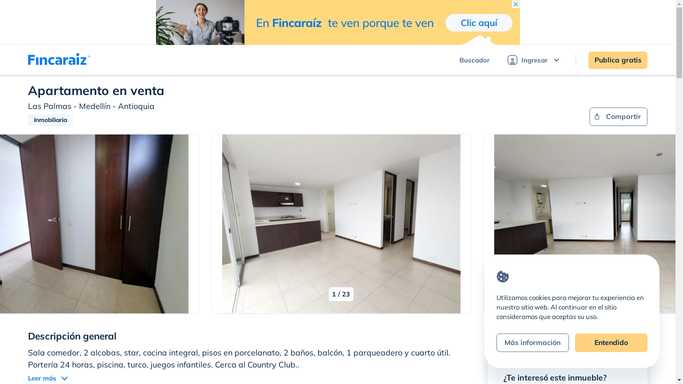 En Fincaraíz te ven porque te ven
Clic aquí
Fincaraiz
Buscador
Ingresar
Publica gratis
Apartamento en venta
Las Palmas - Medellín - Antioquia
Inmobiliaria
Compartir
1 / 23
Utilizamos cookies para mejorar tu experiencia en
nuestro sitio web. Al continuar en el sitio
consideramos que aceptas su uso.
Más información
Entendido
Descripción general
Sala comedor, 2 alcobas, star, cocina integral, pisos en porcelanato, 2 baños, balcón, 1 parqueadero y cuarto útil.
Portería 24 horas, piscina, turco, juegos infantiles. Cerca al Country Club..
Leer más
¿Te interesó este inmueble?